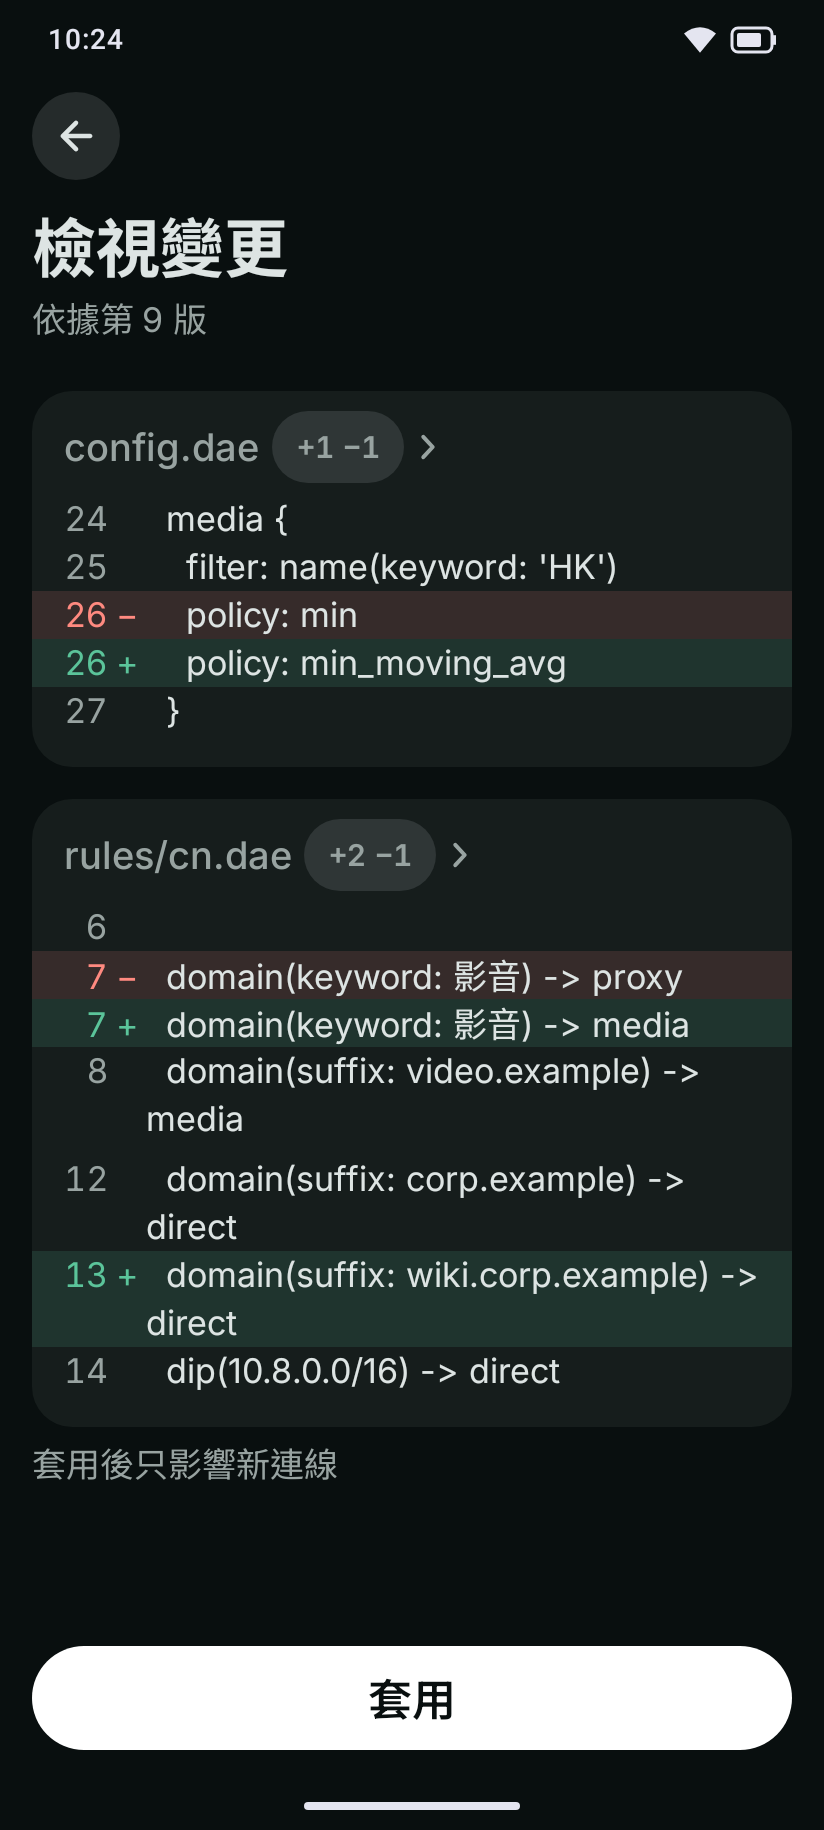 10:24
檢視變更
依據第 9 版
config.dae +1 −1
24 media {
25 filter: name(keyword: 'HK')
26 − policy: min
26 + policy: min_moving_avg
27 }
rules/cn.dae +2 −1
6
7 − domain(keyword: 影音) -> proxy
7 + domain(keyword: 影音) -> media
8 domain(suffix: video.example) ->
media
12 domain(suffix: corp.example) ->
direct
13 + domain(suffix: wiki.corp.example) ->
direct
14 dip(10.8.0.0/16) -> direct
套用後只影響新連線
套用